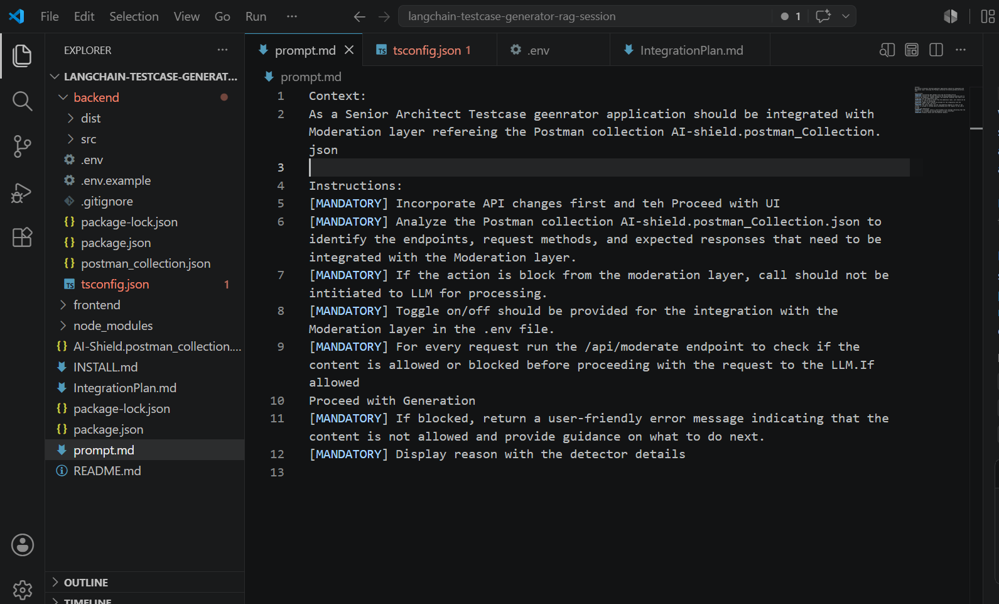 File Edit Selection View Go Run ···
langchain-testcase-generator-rag-session
1
EXPLORER
LANGCHAIN-TESTCASE-GENERAT...
backend
dist
src
.env
.env.example
.gitignore
package-lock.json
package.json
postman_collection.json
tsconfig.json 1
frontend
node_modules
AI-Shield.postman_collection....
INSTALL.md
IntegrationPlan.md
package-lock.json
package.json
prompt.md
README.md
OUTLINE
TIMELINE
prompt.md
tsconfig.json 1
.env
IntegrationPlan.md
prompt.md
1 Context:
2 As a Senior Architect Testcase geenrator application should be integrated with
Moderation layer refereing the Postman collection AI-shield.postman_Collection.
json
3
4 Instructions:
5 [MANDATORY] Incorporate API changes first and teh Proceed with UI
6 [MANDATORY] Analyze the Postman collection AI-shield.postman_Collection.json to
identify the endpoints, request methods, and expected responses that need to be
integrated with the Moderation layer.
7 [MANDATORY] If the action is block from the moderation layer, call should not be
intitiated to LLM for processing.
8 [MANDATORY] Toggle on/off should be provided for the integration with the
Moderation layer in the .env file.
9 [MANDATORY] For every request run the /api/moderate endpoint to check if the
content is allowed or blocked before proceeding with the request to the LLM.If
allowed
10 Proceed with Generation
11 [MANDATORY] If blocked, return a user-friendly error message indicating that the
content is not allowed and provide guidance on what to do next.
12 [MANDATORY] Display reason with the detector details
13